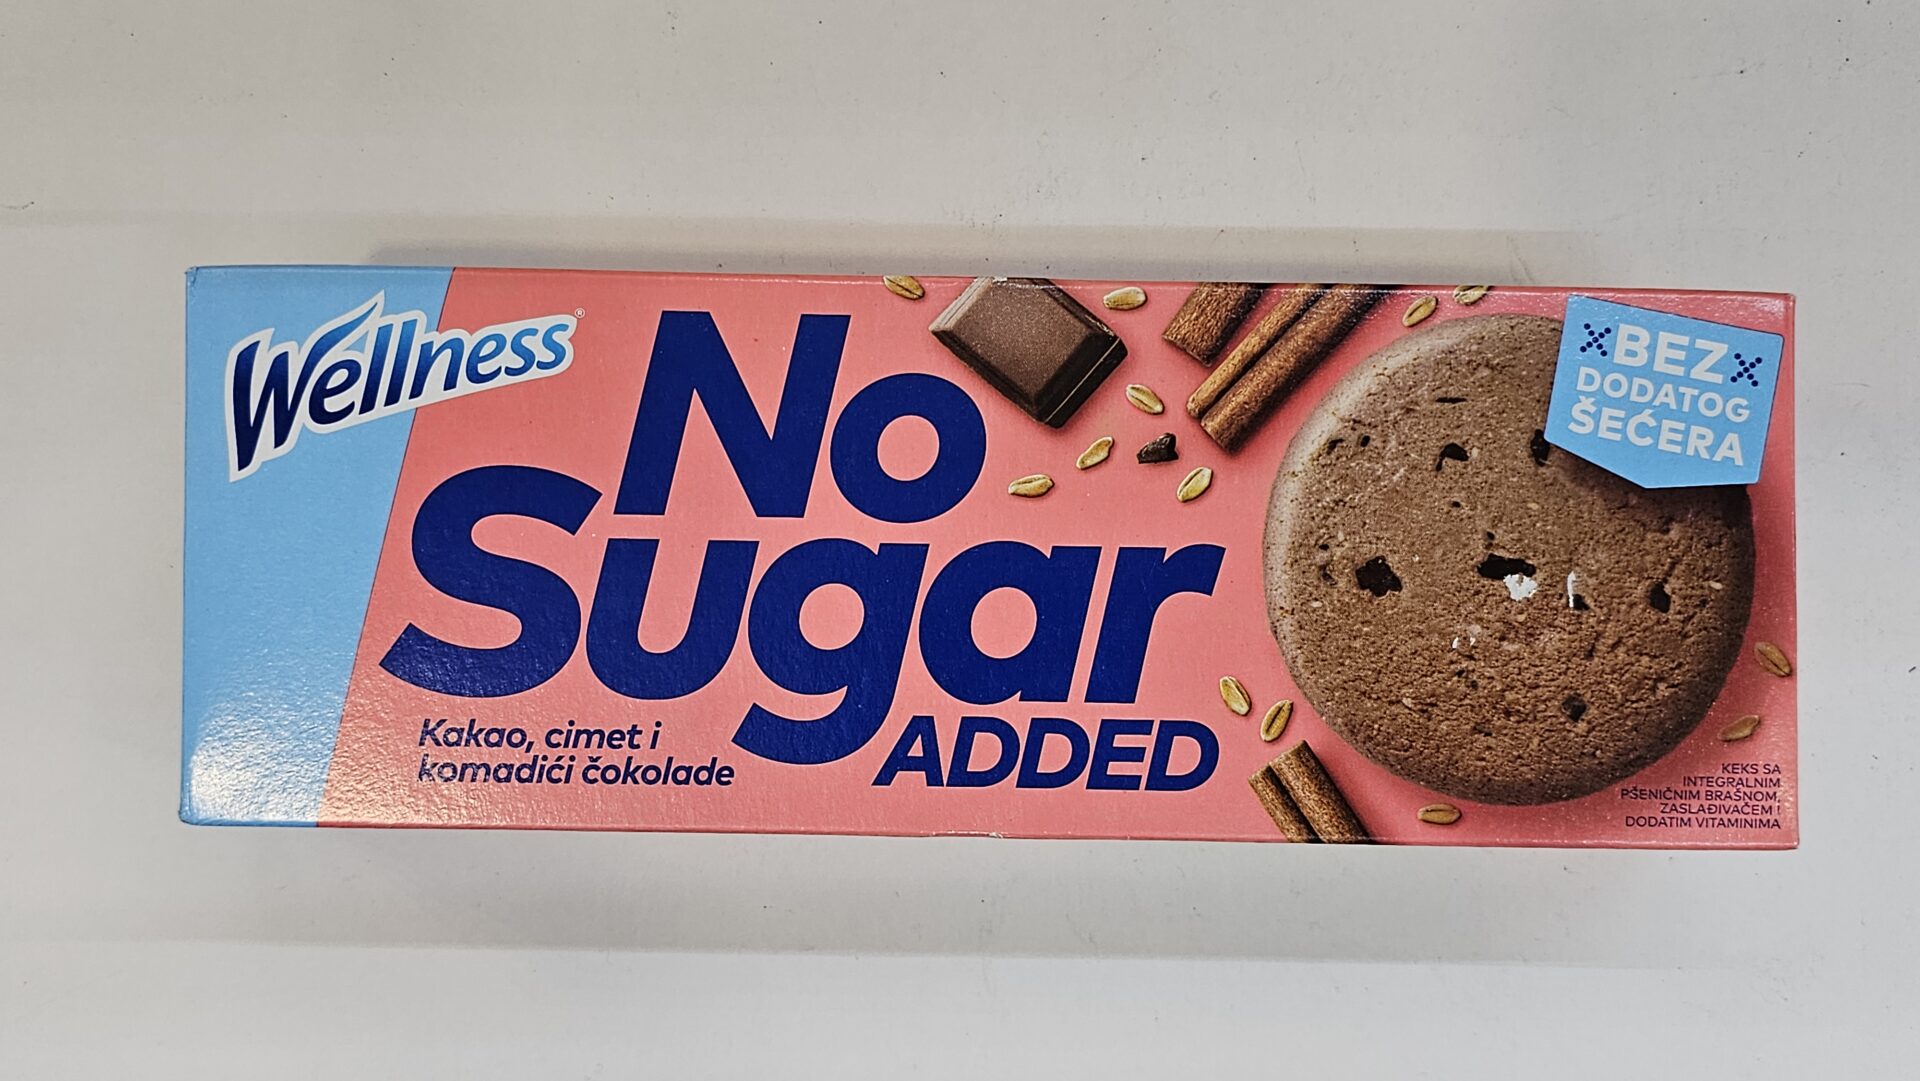 Wellness®
No
Sugar
ADDED
Kakao, cimet i
komadići čokolade
BEZ
DODATOG
ŠEĆERA
KEKS SA
INTEGRALNIM
PŠENIČNIM BRAŠNOM,
ZASLAĐIVAČEM I
DODATIM VITAMINIMA